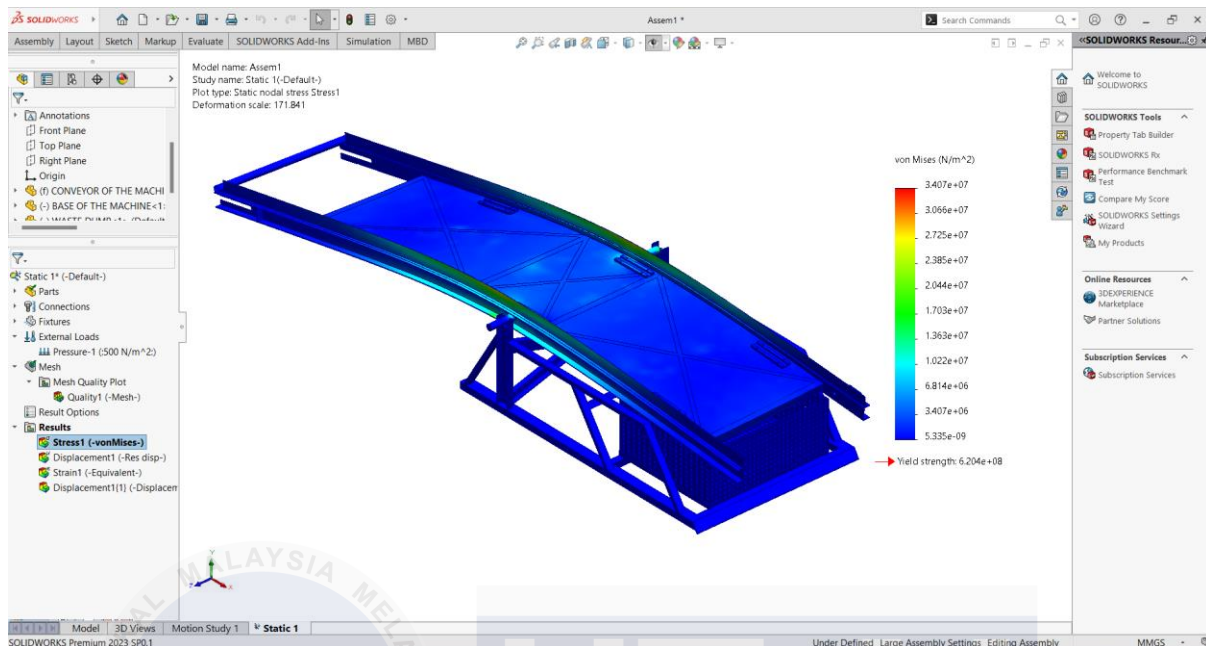 SOLIDWORKS
Assem1 *
Search Commands
Assembly Layout Sketch Markup Evaluate SOLIDWORKS Add-Ins Simulation MBD
«SOLIDWORKS Resour...
Model name: Assem1
Study name: Static 1(-Default-)
Plot type: Static nodal stress Stress1
Deformation scale: 171.841
Annotations
Front Plane
Top Plane
Right Plane
Origin
(f) CONVEYOR OF THE MACHI
(-) BASE OF THE MACHINE<1>
Static 1* (-Default-)
Parts
Connections
Fixtures
External Loads
Pressure-1 (:500 N/m^2:)
Mesh
Mesh Quality Plot
Quality1 (-Mesh-)
Result Options
Results
Stress1 (-vonMises-)
Displacement1 (-Res disp-)
Strain1 (-Equivalent-)
Displacement1{1} (-Displacem
von Mises (N/m^2)
3.407e+07
3.066e+07
2.725e+07
2.385e+07
2.044e+07
1.703e+07
1.363e+07
1.022e+07
6.814e+06
3.407e+06
5.335e-09
Yield strength: 6.204e+08
Welcome to
SOLIDWORKS
SOLIDWORKS Tools
Property Tab Builder
SOLIDWORKS Rx
Performance Benchmark
Test
Compare My Score
SOLIDWORKS Settings
Wizard
My Products
Online Resources
3DEXPERIENCE
Marketplace
Partner Solutions
Subscription Services
Subscription Services
Y
X
Z
MALAYSIA
Model 3D Views Motion Study 1 Static 1
SOLIDWORKS Premium 2023 SP0.1
Under Defined Large Assembly Settings Editing Assembly MMGS